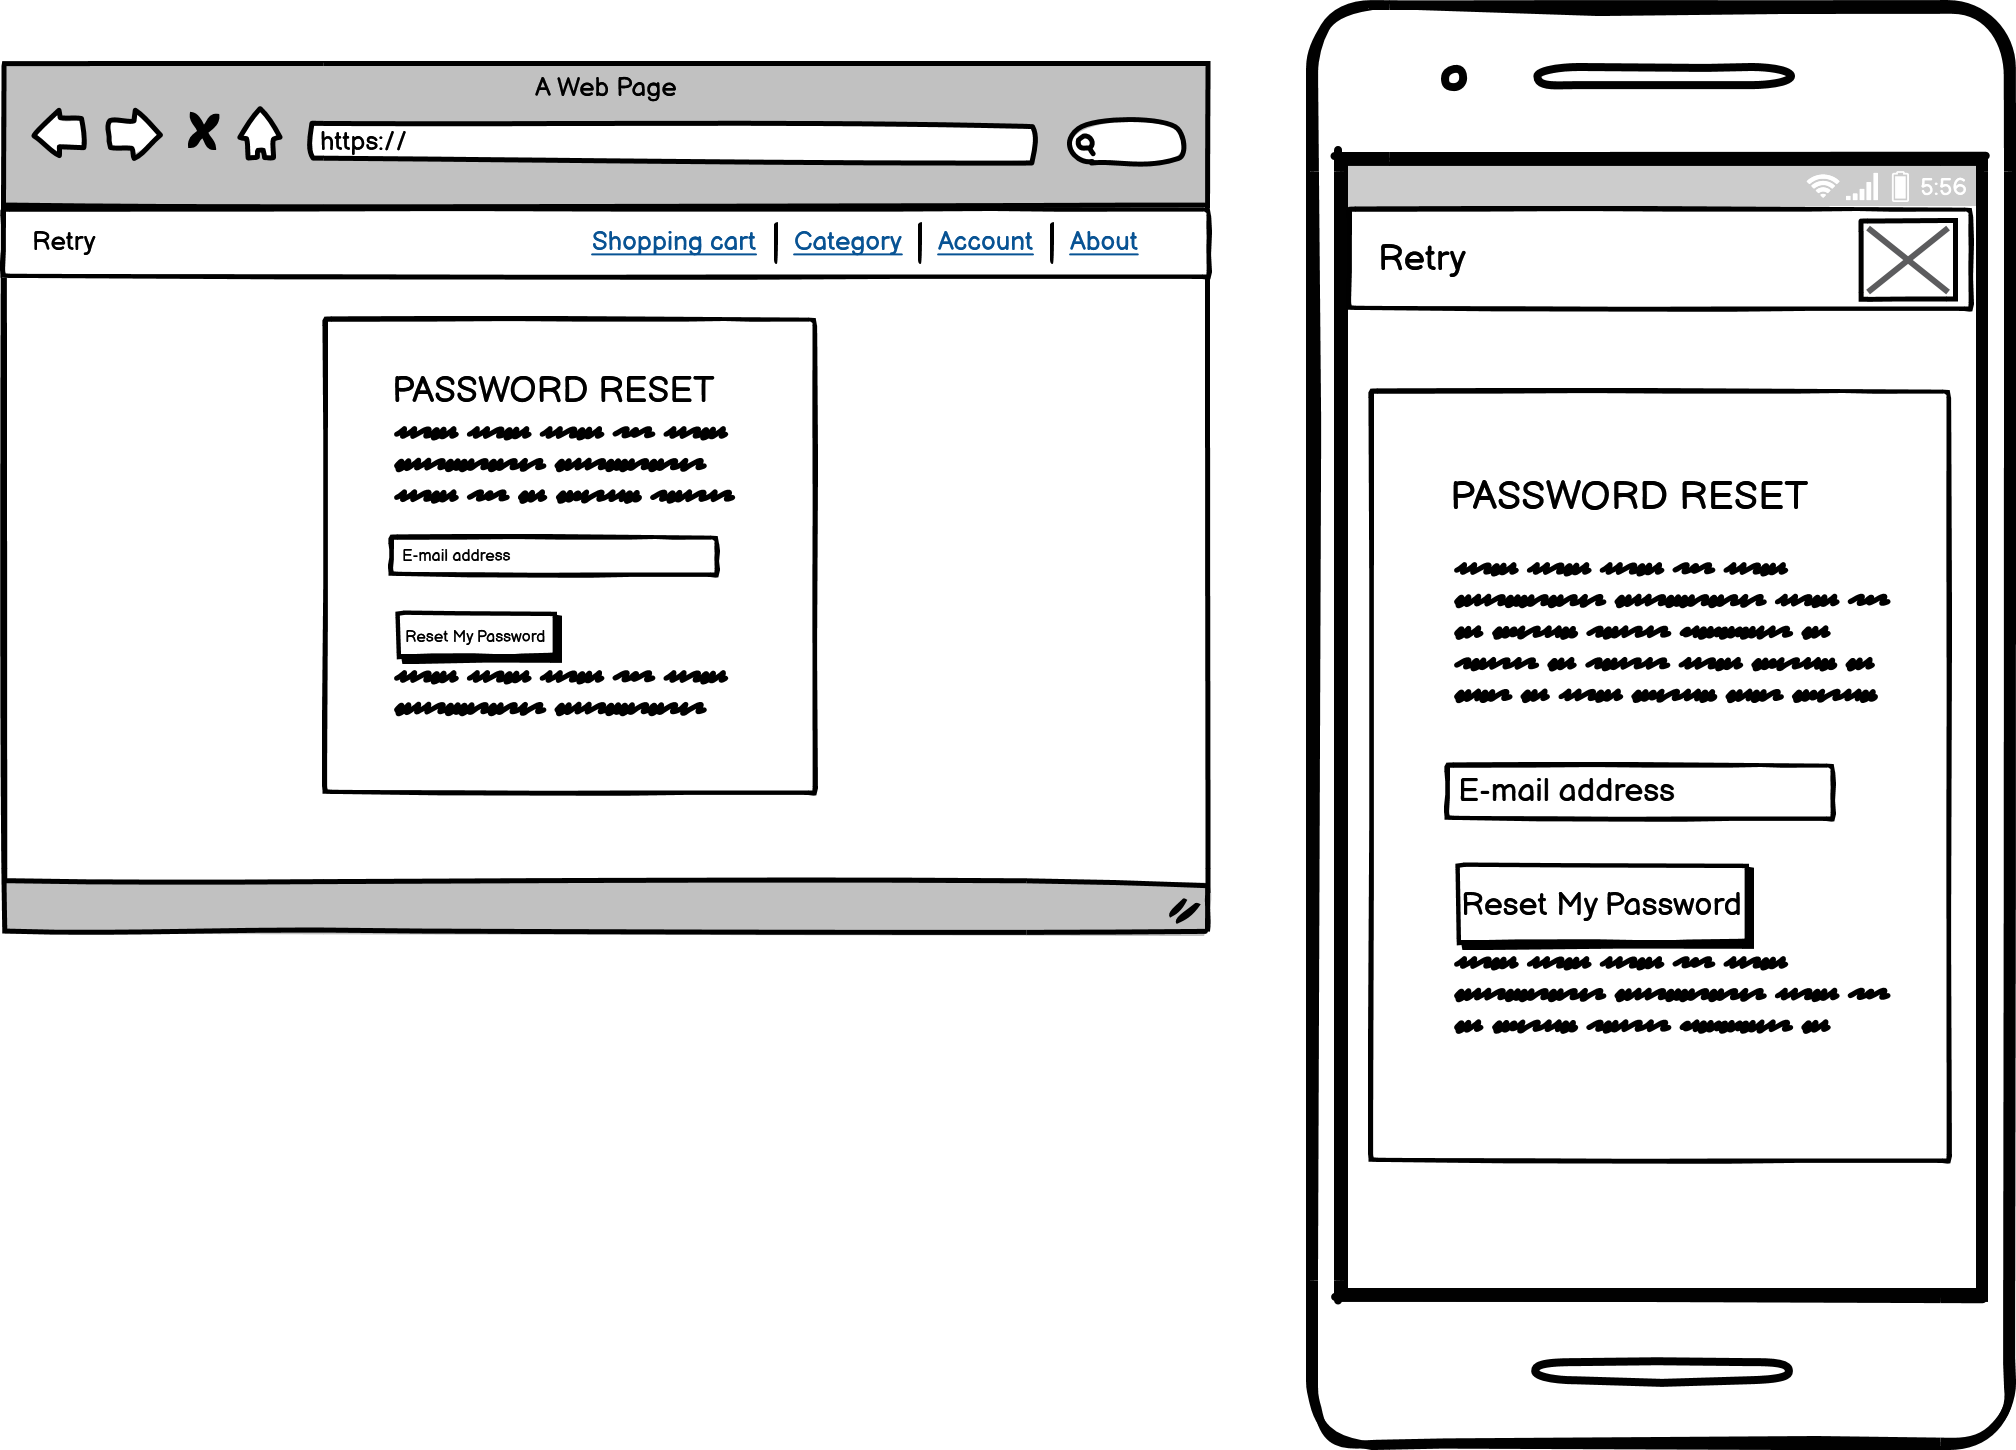 A Web Page
https://
Retry
Shopping cart
Category
Account
About
PASSWORD RESET
E-mail address
Reset My Password
5:56
Retry
PASSWORD RESET
E-mail address
Reset My Password